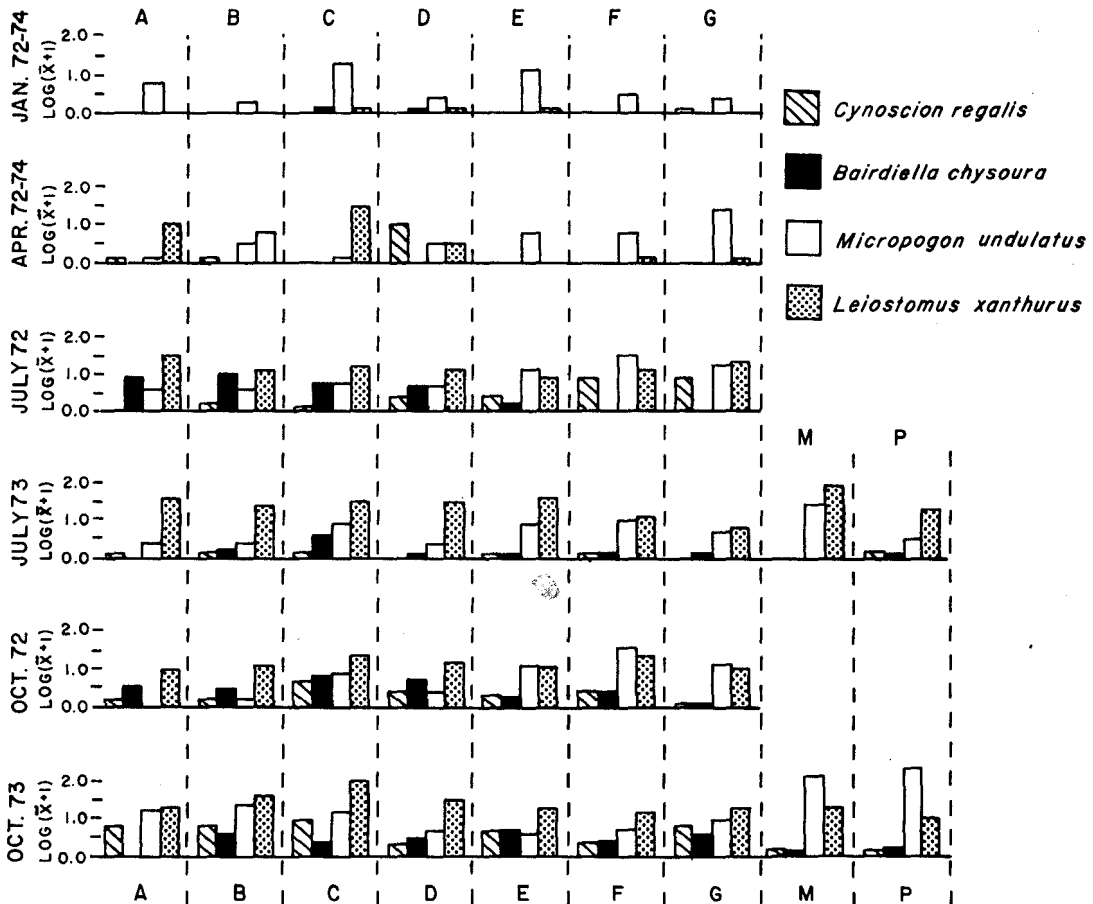 A B C D E F G
JAN. 72-74
LOG(x̄+1)
2.0
1.0
0.0
Cynoscion regalis
Bairdiella chysoura
Micropogon undulatus
Leiostomus xanthurus
APR. 72-74
LOG(x̄+1)
2.0
1.0
0.0
JULY 72
LOG(x̄+1)
2.0
1.0
0.0
M P
JULY 73
LOG(x̄+1)
2.0
1.0
0.0
OCT. 72
LOG(x̄+1)
2.0
1.0
0.0
OCT. 73
LOG(x̄+1)
2.0
1.0
0.0
A B C D E F G M P